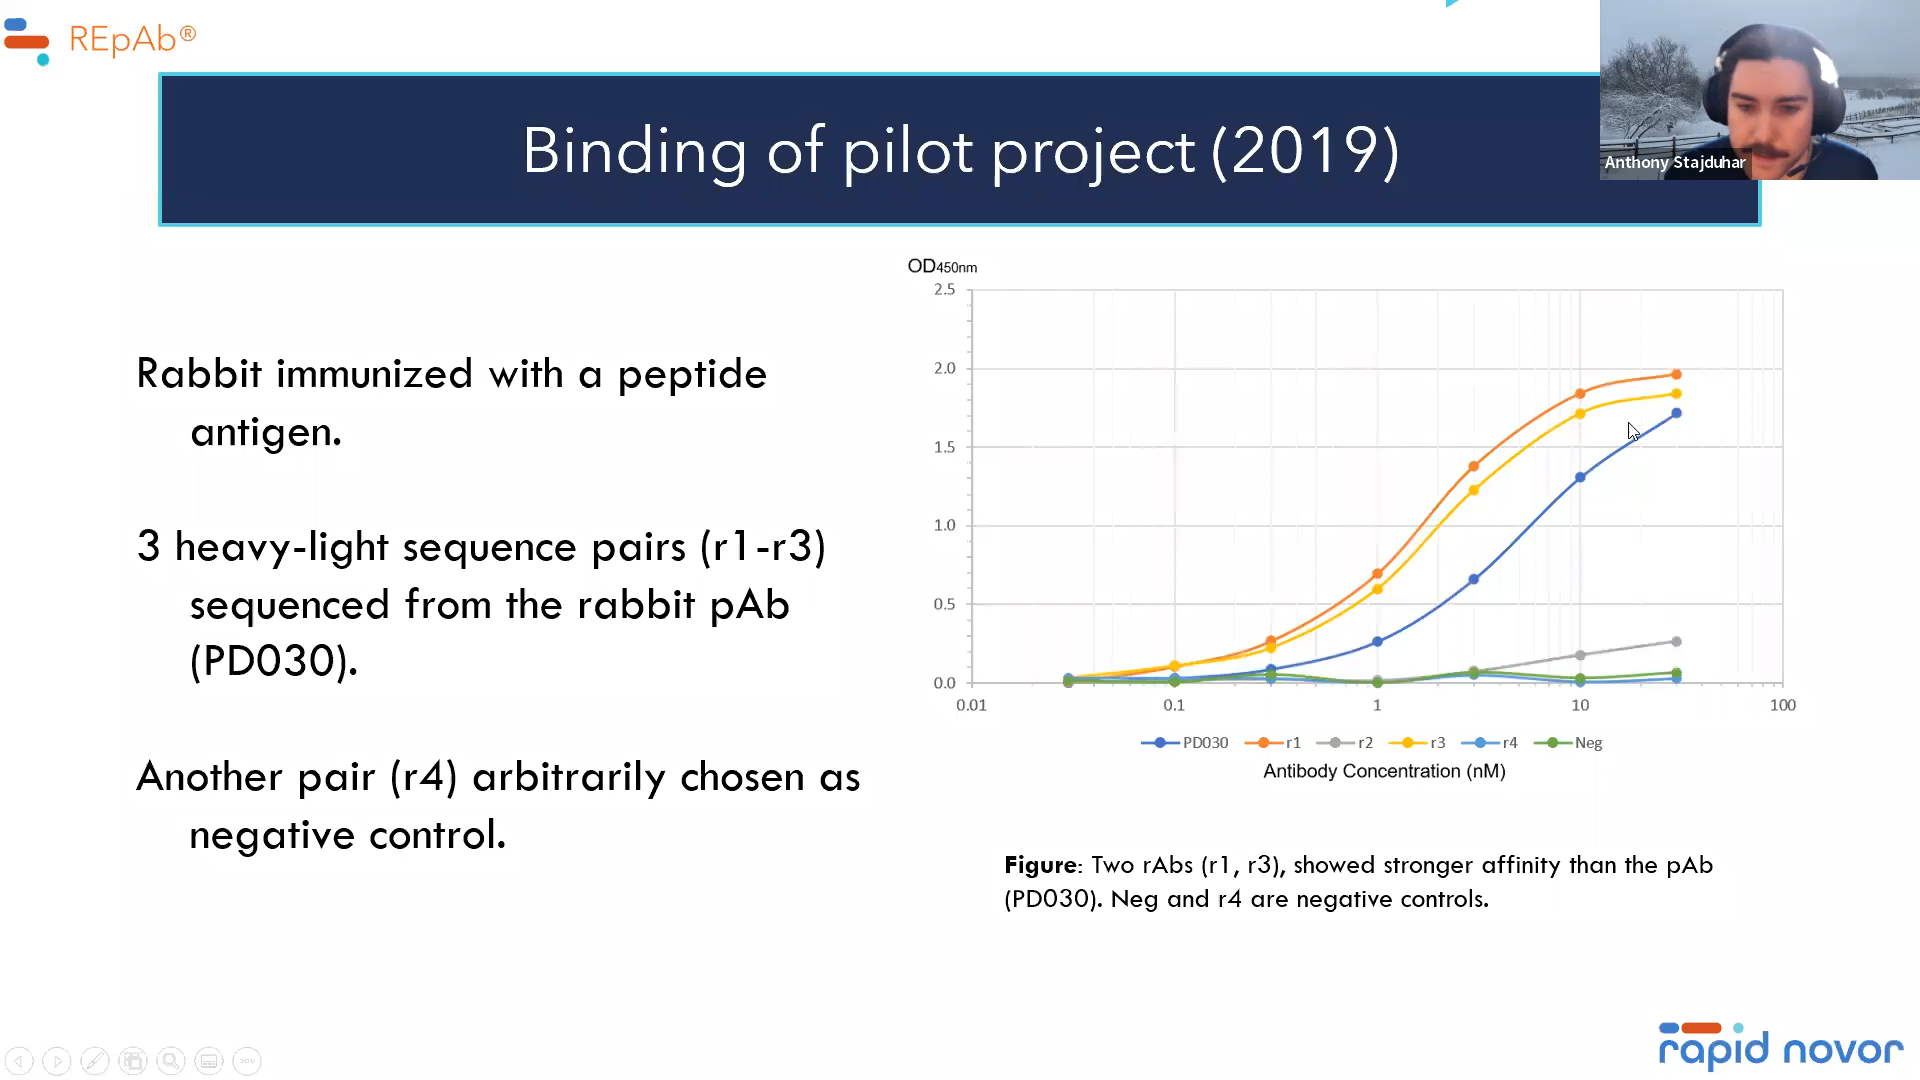 REpAb®
Binding of pilot project (2019)
Anthony Stajduhar
Rabbit immunized with a peptide
antigen.
3 heavy-light sequence pairs (r1-r3)
sequenced from the rabbit pAb
(PD030).
Another pair (r4) arbitrarily chosen as
negative control.
OD450nm
2.5
2.0
1.5
1.0
0.5
0.0
0.01 0.1 1 10 100
PD030 r1 r2 r3 r4 Neg
Antibody Concentration (nM)
Figure: Two rAbs (r1, r3), showed stronger affinity than the pAb
(PD030). Neg and r4 are negative controls.
rapid novor